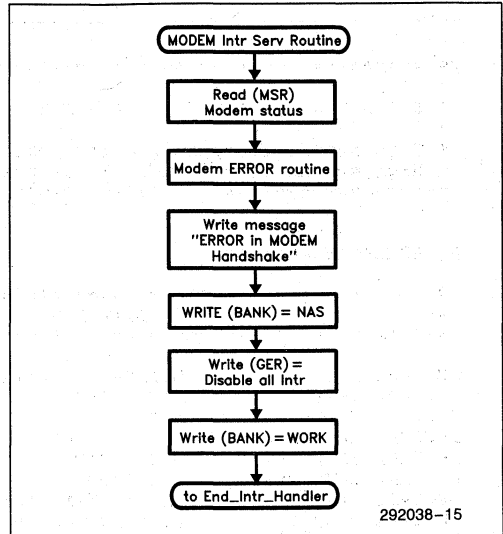 MODEM Intr Serv Routine
Read (MSR)
Modem status
Modem ERROR routine
Write message
"ERROR in MODEM
Handshake"
WRITE (BANK) = NAS
Write (GER) =
Disable all Intr
Write (BANK) = WORK
to End_Intr_Handler
292038-15